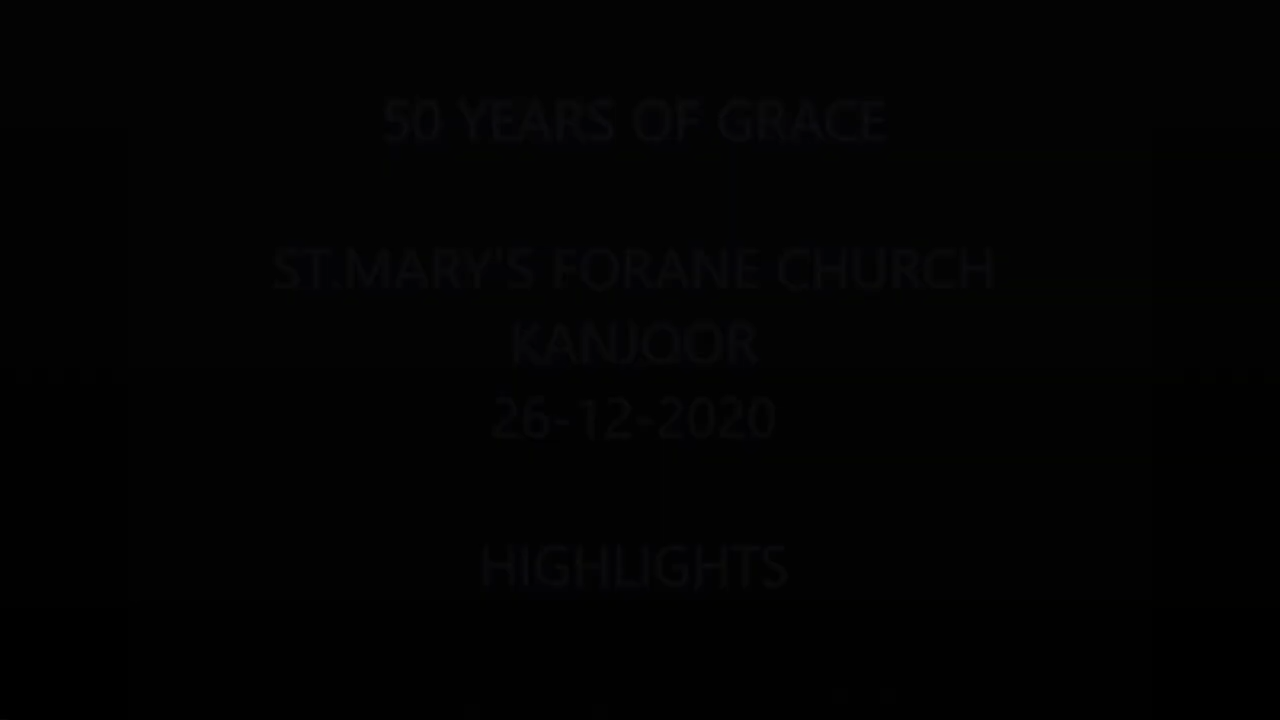 50 YEARS OF GRACE
ST.MARY'S FORANE CHURCH
KANJOOR
26-12-2020
HIGHLIGHTS